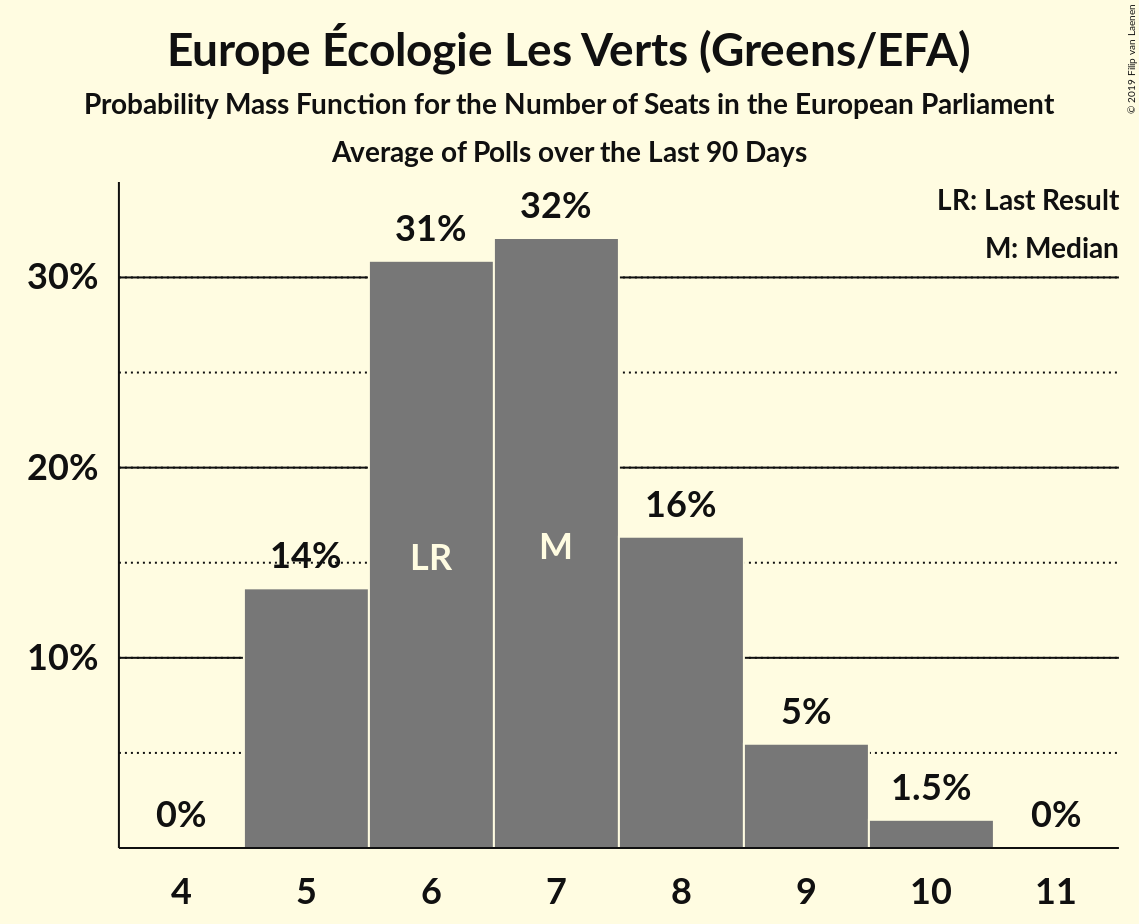 Europe Écologie Les Verts (Greens/EFA)
Probability Mass Function for the Number of Seats in the European Parliament
Average of Polls over the Last 90 Days
© 2019 Filip van Laenen
LR: Last Result
M: Median
30%
20%
10%
0%
14%
31%
32%
16%
5%
1.5%
0%
LR
M
4 5 6 7 8 9 10 11